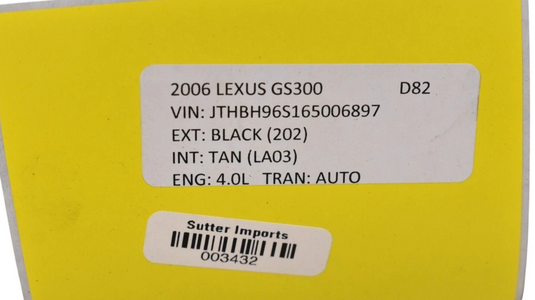 2006 LEXUS GS300 D82
VIN: JTHBH96S165006897
EXT: BLACK (202)
INT: TAN (LA03)
ENG: 4.0L TRAN: AUTO
Sutter Imports
003432